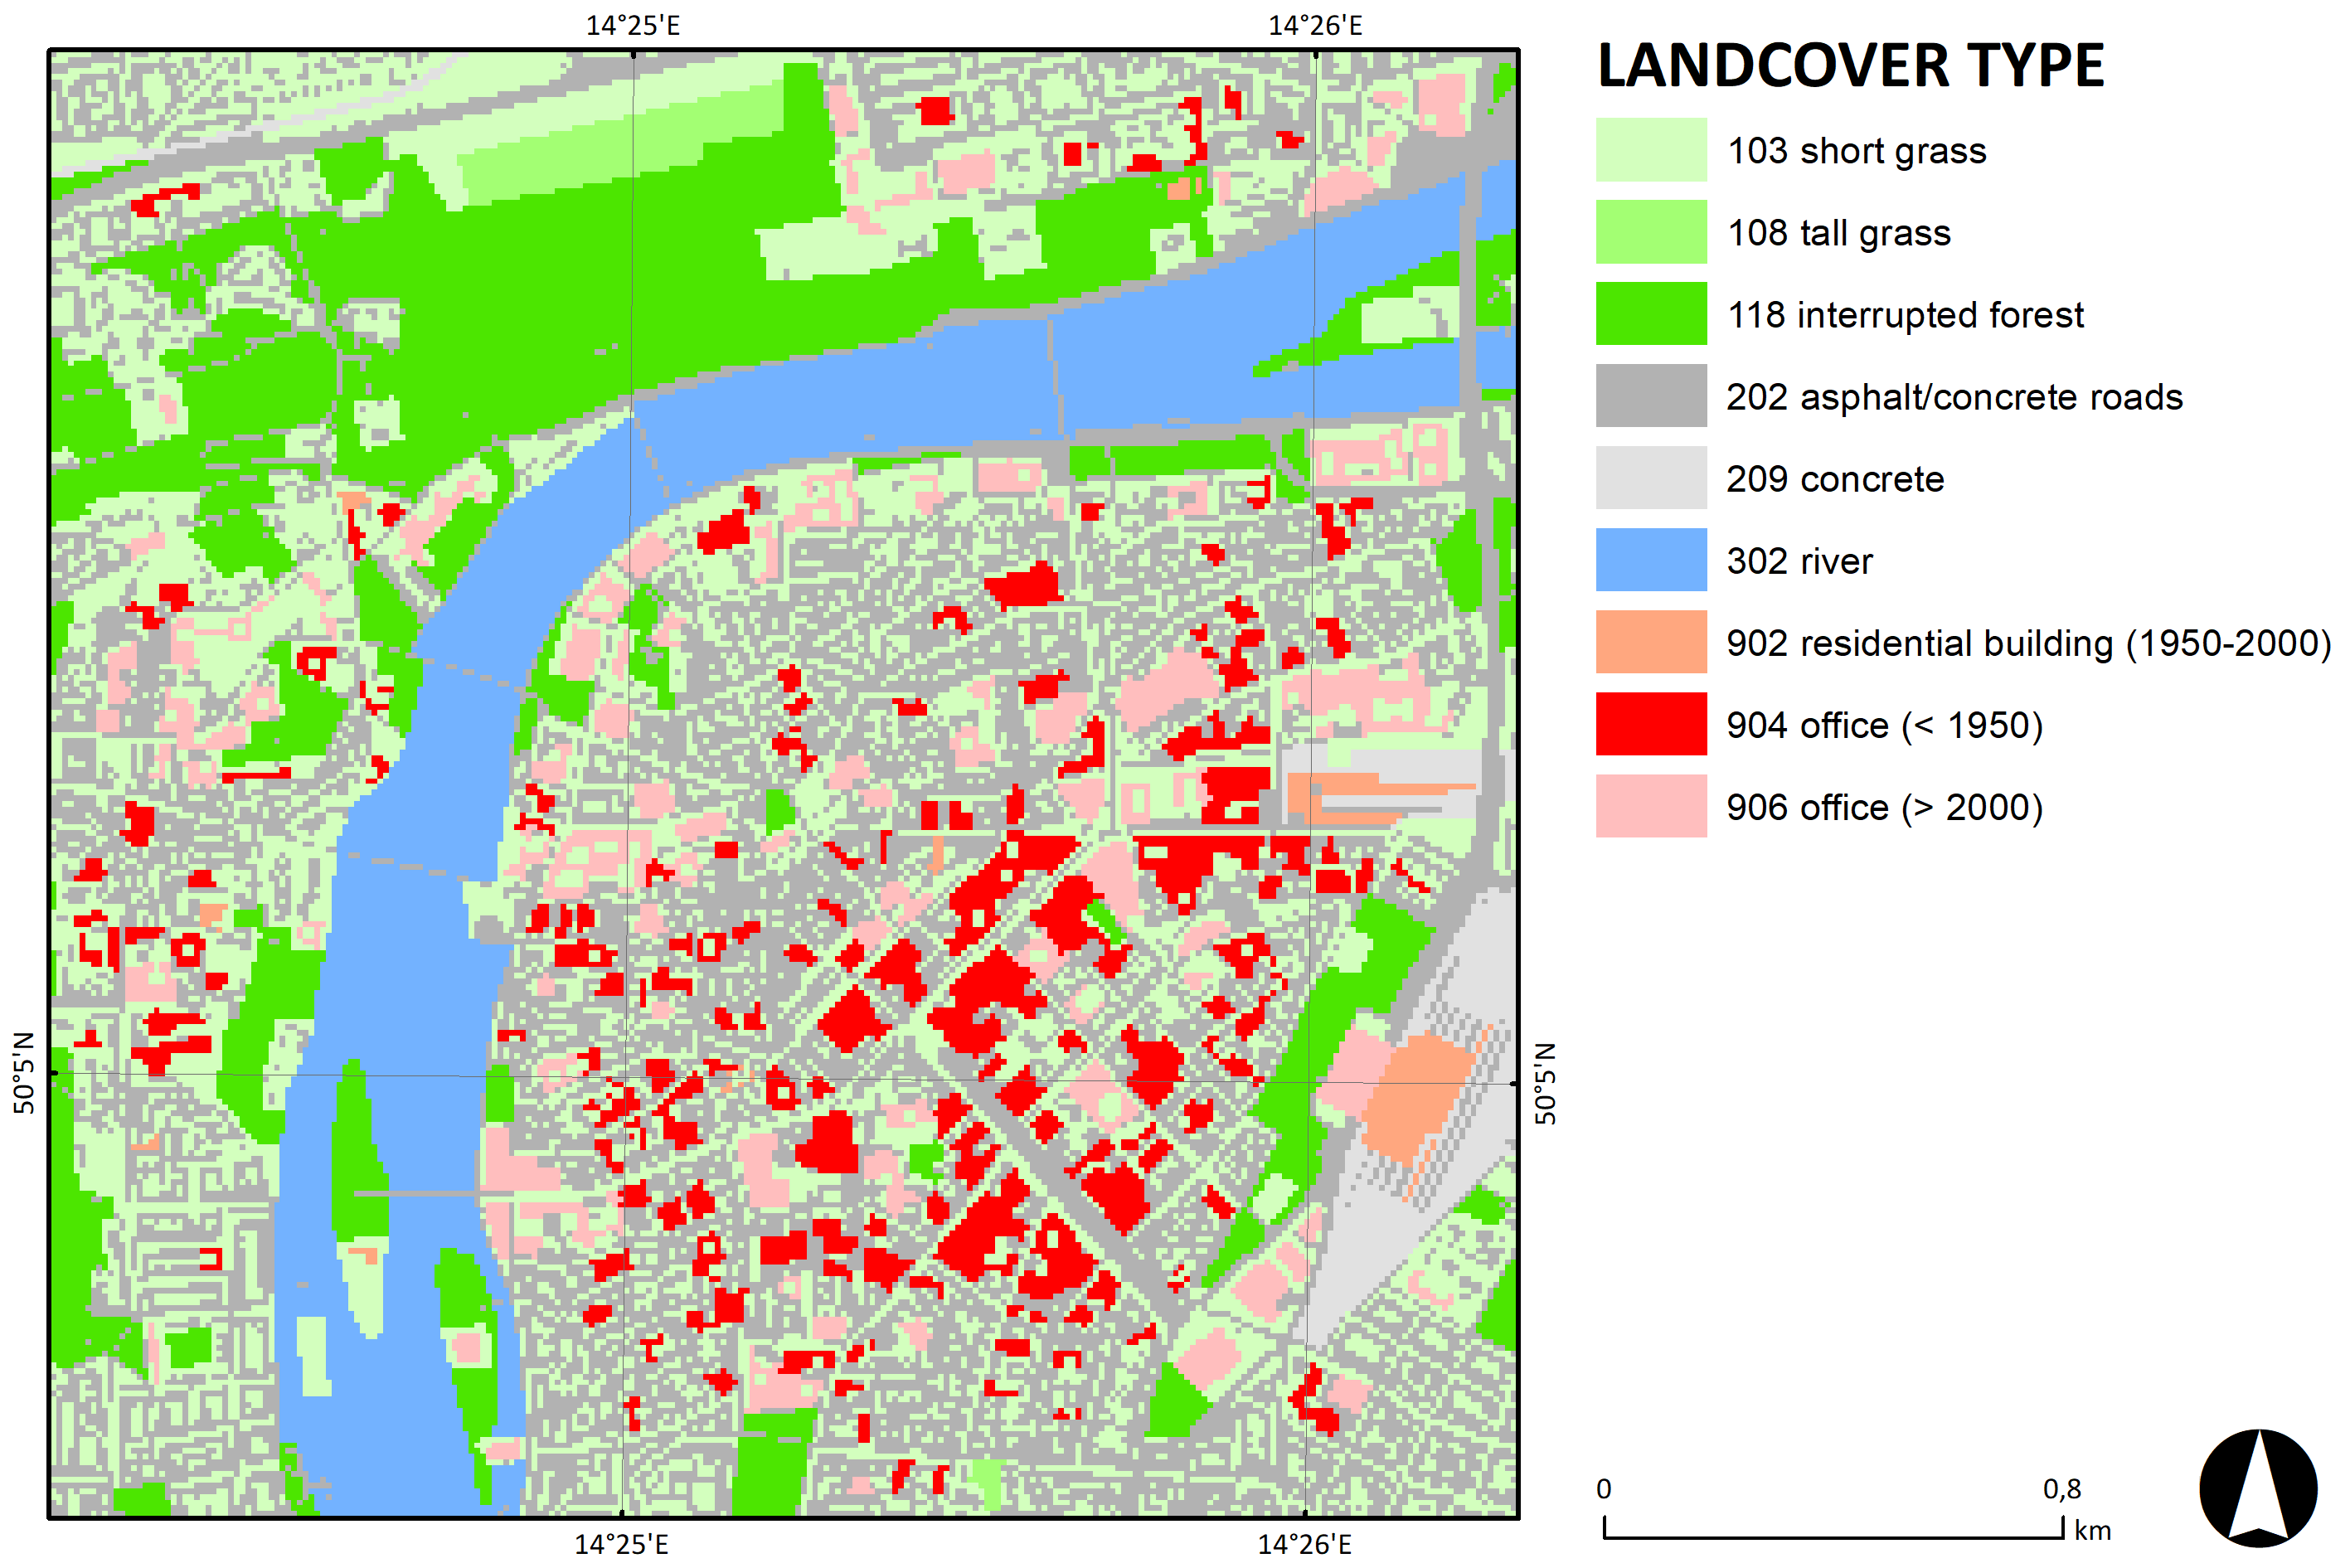 14°25'E
14°26'E
LANDCOVER TYPE
103 short grass
108 tall grass
118 interrupted forest
202 asphalt/concrete roads
209 concrete
302 river
902 residential building (1950-2000)
904 office (< 1950)
906 office (> 2000)
50°5'N
50°5'N
0
0,8
km
14°25'E
14°26'E